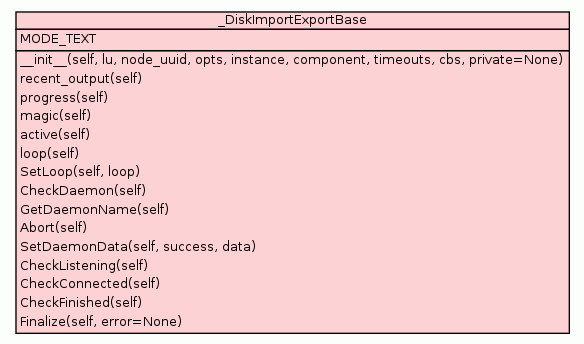 _DiskImportExportBase
MODE_TEXT
__init__(self, lu, node_uuid, opts, instance, component, timeouts, cbs, private=None)
recent_output(self)
progress(self)
magic(self)
active(self)
loop(self)
SetLoop(self, loop)
CheckDaemon(self)
GetDaemonName(self)
Abort(self)
SetDaemonData(self, success, data)
CheckListening(self)
CheckConnected(self)
CheckFinished(self)
Finalize(self, error=None)